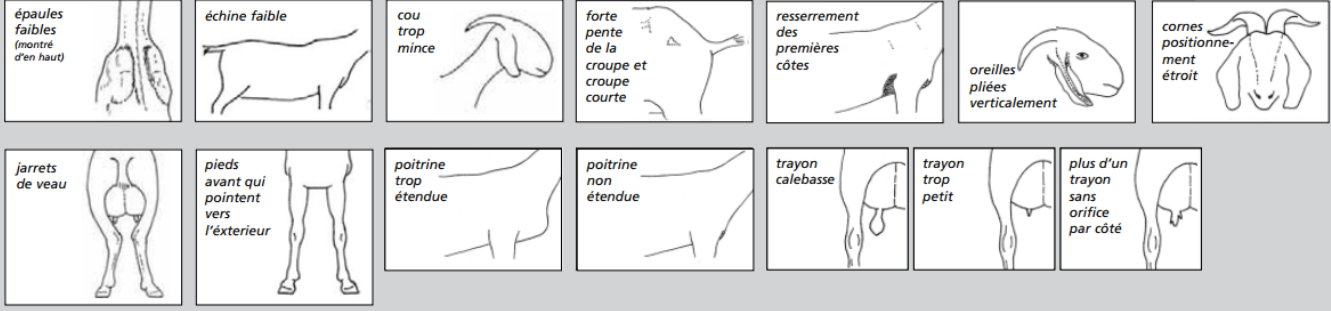 épaules
faibles
(montré
d'en haut)
échine faible
cou
trop
mince
forte
pente
de la
croupe et
croupe
courte
resserrement
des
premières
côtes
oreilles
pliées
verticalement
cornes
positionne-
ment
étroit
jarrets
de veau
pieds
avant qui
pointent
vers
l'éxterieur
poitrine
trop
étendue
poitrine
non
étendue
trayon
calebasse
trayon
trop
petit
plus d'un
trayon
sans
orifice
par côté